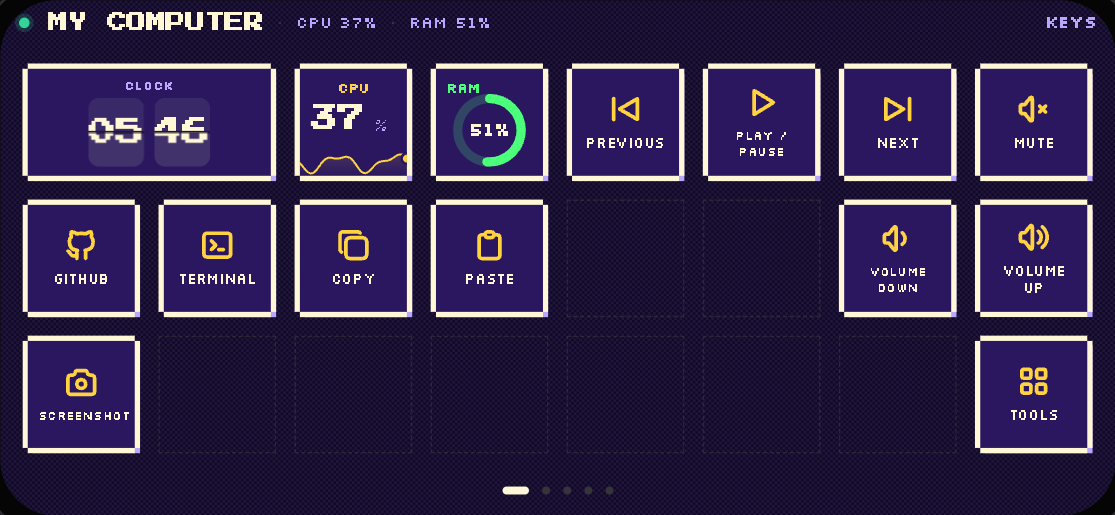 MY COMPUTER · CPU 37% · RAM 51%
KEYS
CLOCK
05 46
CPU
37 %
RAM
51%
PREVIOUS
PLAY /
PAUSE
NEXT
MUTE
GITHUB
TERMINAL
COPY
PASTE
VOLUME
DOWN
VOLUME
UP
SCREENSHOT
TOOLS